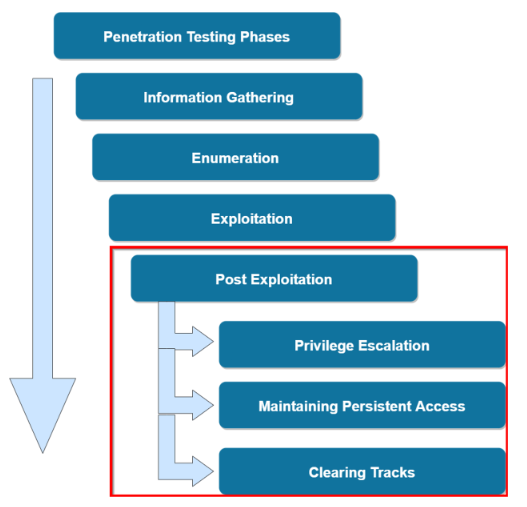 Penetration Testing Phases
Information Gathering
Enumeration
Exploitation
Post Exploitation
Privilege Escalation
Maintaining Persistent Access
Clearing Tracks